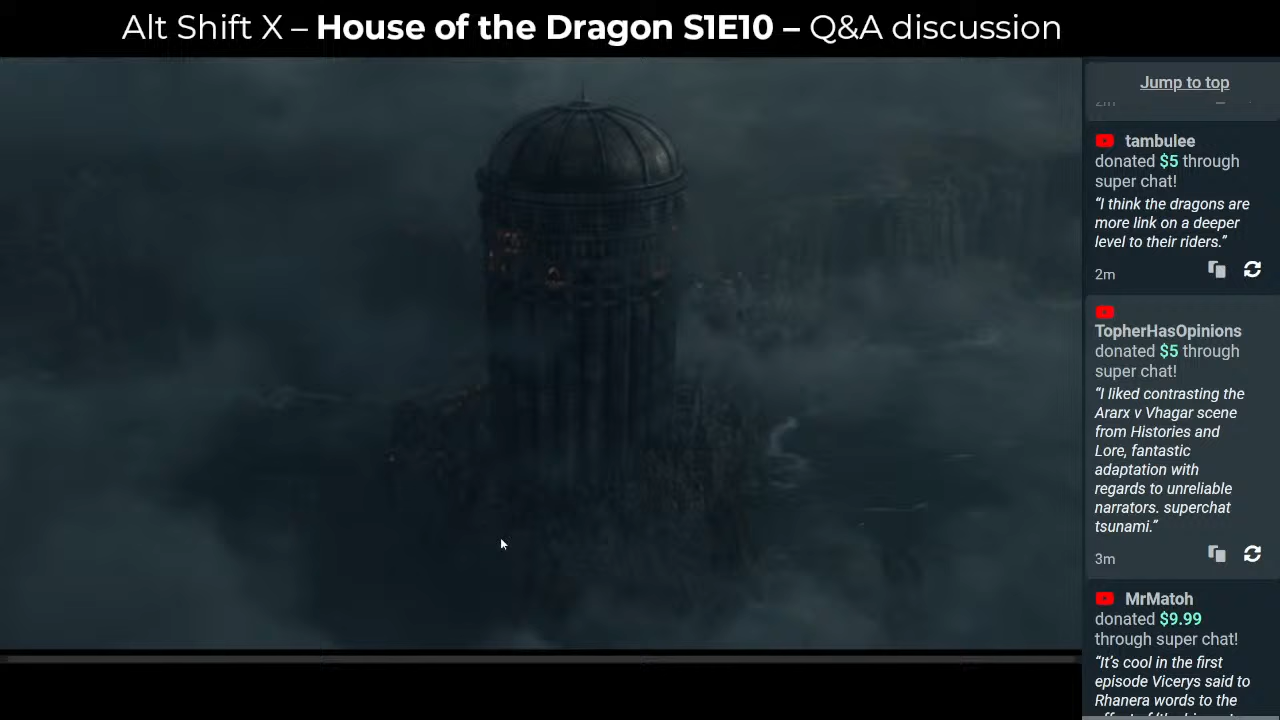 Alt Shift X – House of the Dragon S1E10 – Q&A discussion
Jump to top
2m
tambulee
donated $5 through
super chat!
“I think the dragons are
more link on a deeper
level to their riders.”
2m
TopherHasOpinions
donated $5 through
super chat!
“I liked contrasting the
Ararx v Vhagar scene
from Histories and
Lore, fantastic
adaptation with
regards to unreliable
narrators. superchat
tsunami.”
3m
MrMatoh
donated $9.99
through super chat!
“It’s cool in the first
episode Vicerys said to
Rhanera words to the